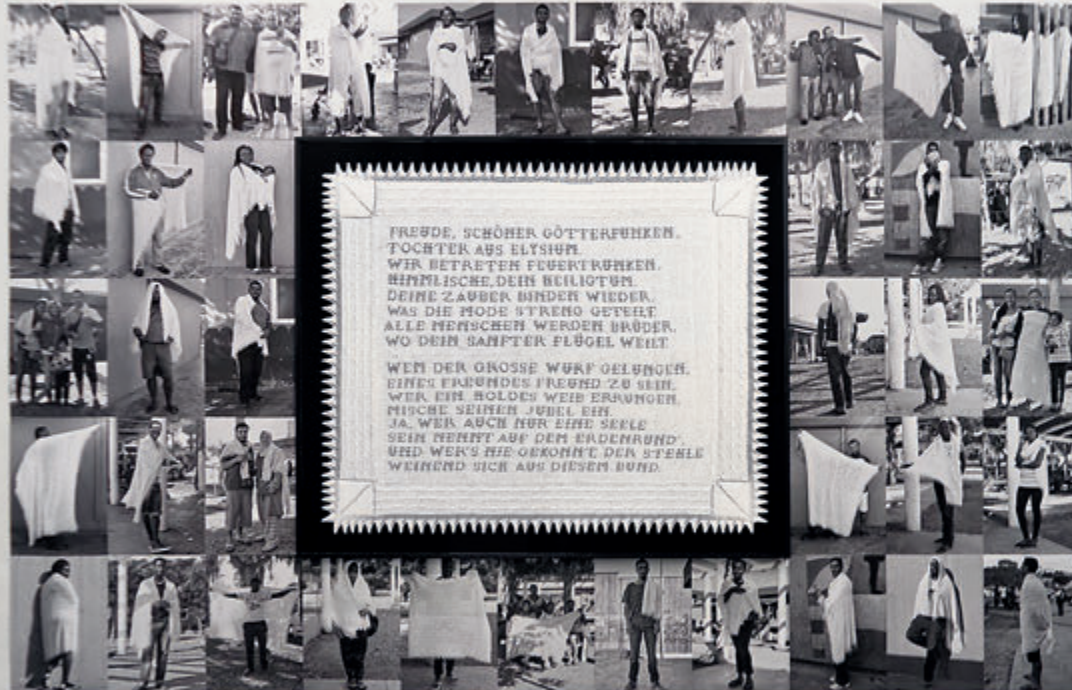 FREUDE, SCHÖNER GÖTTERFUNKEN,
TOCHTER AUS ELYSIUM.
WIR BETRETEN FEUERTRUNKEN,
HIMMLISCHE, DEIN HEILIGTUM.
DEINE ZAUBER BINDEN WIEDER,
WAS DIE MODE STRENG GETEILT,
ALLE MENSCHEN WERDEN BRÜDER,
WO DEIN SANFTER FLÜGEL WEILT.
WEM DER GROSSE WURF GELUNGEN,
EINES FREUNDES FREUND ZU SEIN,
WER EIN HOLDES WEIB ERRUNGEN,
MISCHE SEINEN JUBEL EIN.
JA, WER AUCH NUR EINE SEELE
SEIN NENNT AUF DEM ERDENRUND,
UND WER'S NIE GEKONNT DER STEHLE
WEINEND SICH AUS DIESEM BUND.